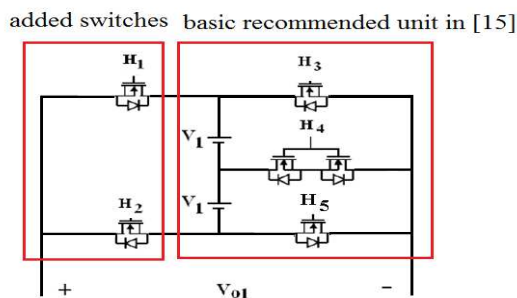 added switches basic recommended unit in [15]
H1 H3
V1 H4
V1
H2 H5
+ Vo1 −